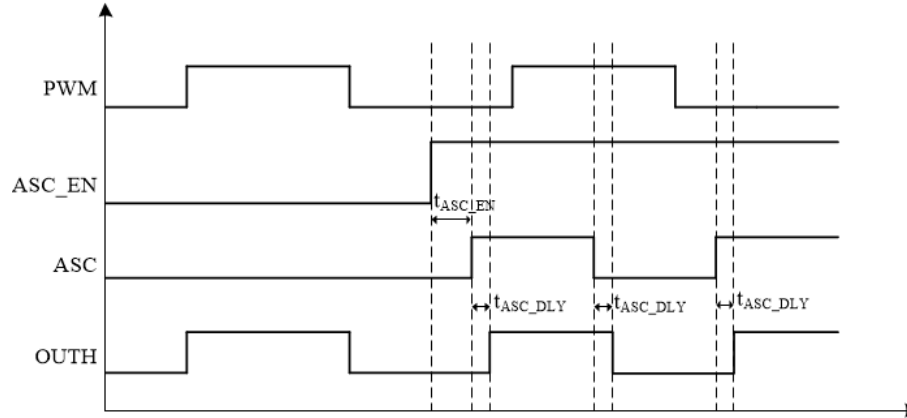 PWM
ASC_EN
tASC_EN
ASC
tASC_DLY tASC_DLY tASC_DLY
OUTH